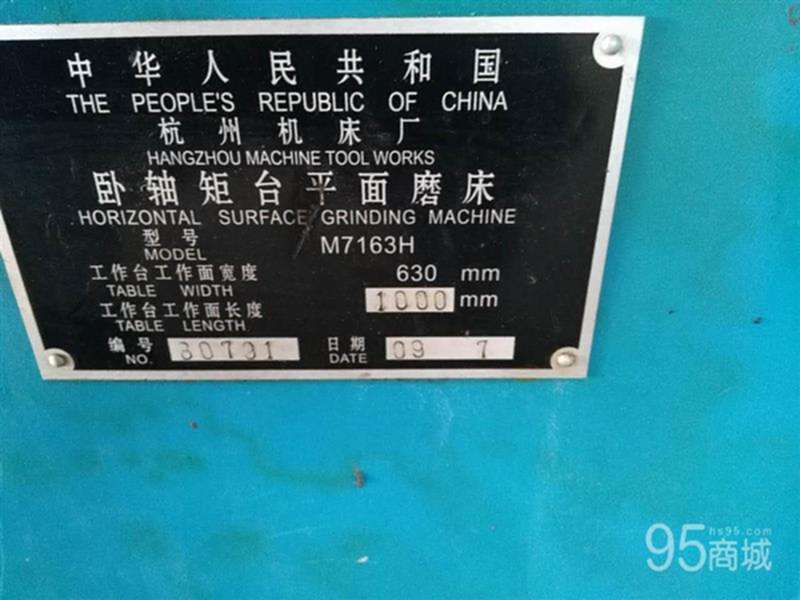 中华人民共和国
THE PEOPLE'S REPUBLIC OF CHINA
杭州机床厂
HANGZHOU MACHINE TOOL WORKS
卧轴矩台平面磨床
HORIZONTAL SURFACE GRINDING MACHINE
型号
MODEL M7163H
工作台工作面宽度 630 mm
TABLE WIDTH
工作台工作面长度 1000 mm
TABLE LENGTH
编号 日期
NO. DATE 09 7
hs95.com
95商城